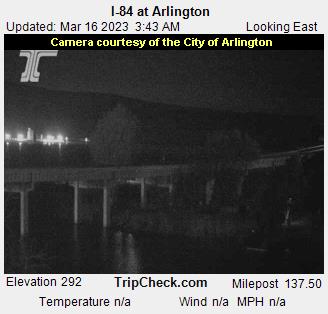 I-84 at Arlington
Updated: Mar 16 2023 3:43 AM Looking East
Camera courtesy of the City of Arlington
Elevation 292 TripCheck.com Milepost 137.50
Temperature n/a Wind n/a MPH n/a